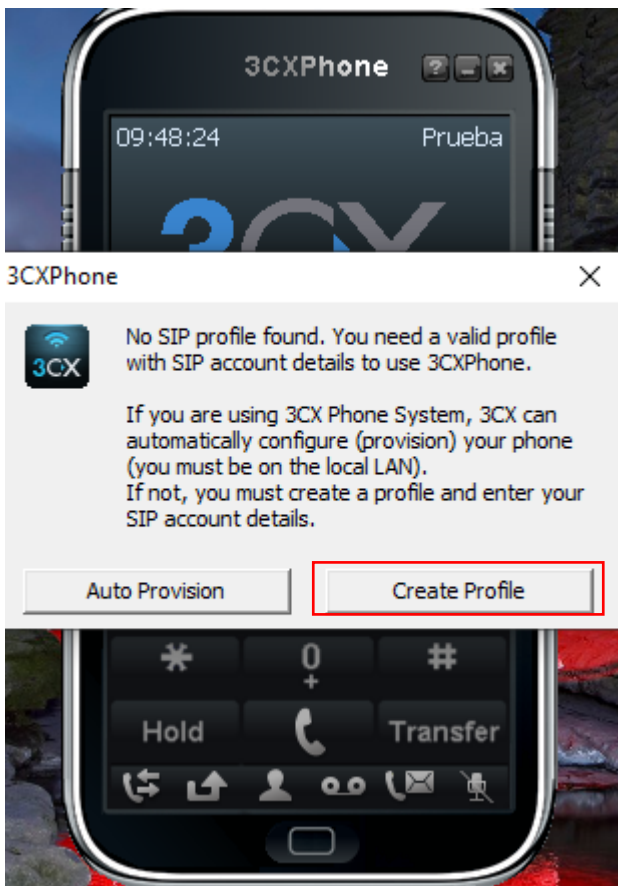 3CXPhone
09:48:24 Prueba
3CX
3CXPhone
3CX
No SIP profile found. You need a valid profile
with SIP account details to use 3CXPhone.
If you are using 3CX Phone System, 3CX can
automatically configure (provision) your phone
(you must be on the local LAN).
If not, you must create a profile and enter your
SIP account details.
Auto Provision Create Profile
* 0 #
+
Hold Transfer